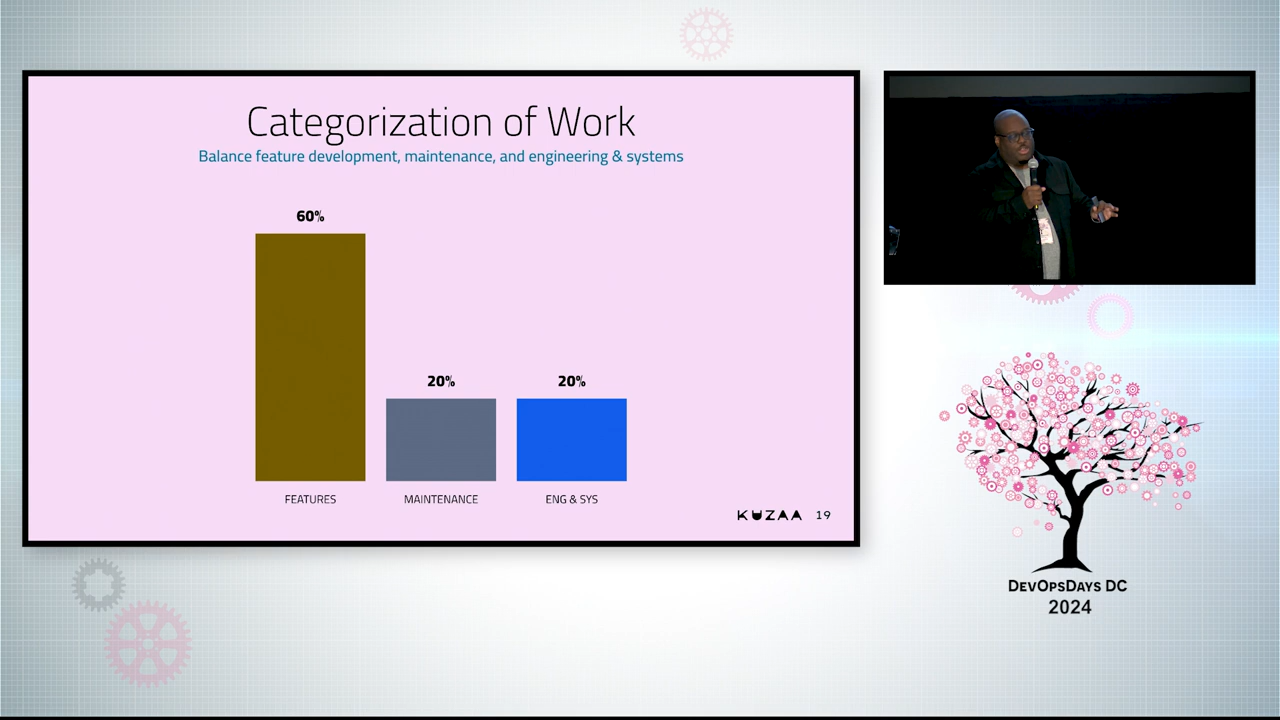 Categorization of Work
Balance feature development, maintenance, and engineering & systems
60%
20%
20%
FEATURES
MAINTENANCE
ENG & SYS
KUZAA
19
DEVOPSDAYS DC
2024